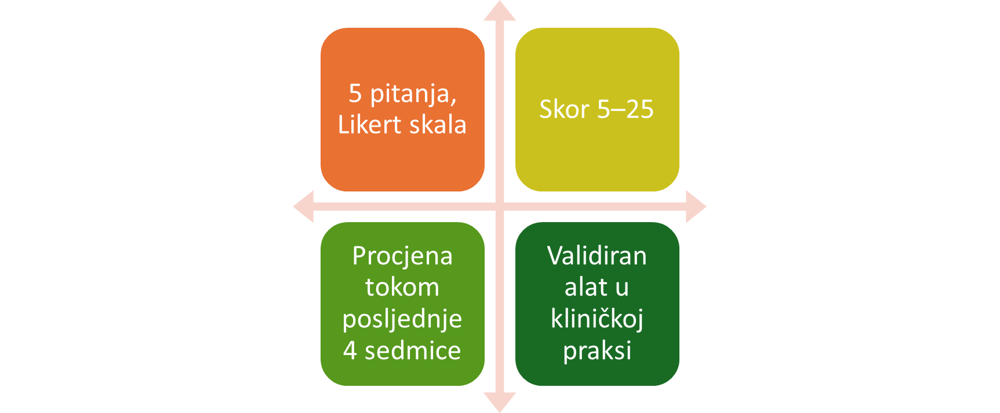 5 pitanja,
Likert skala
Skor 5–25
Procjena
tokom
posljednje
4 sedmice
Validiran
alat u
kliničkoj
praksi